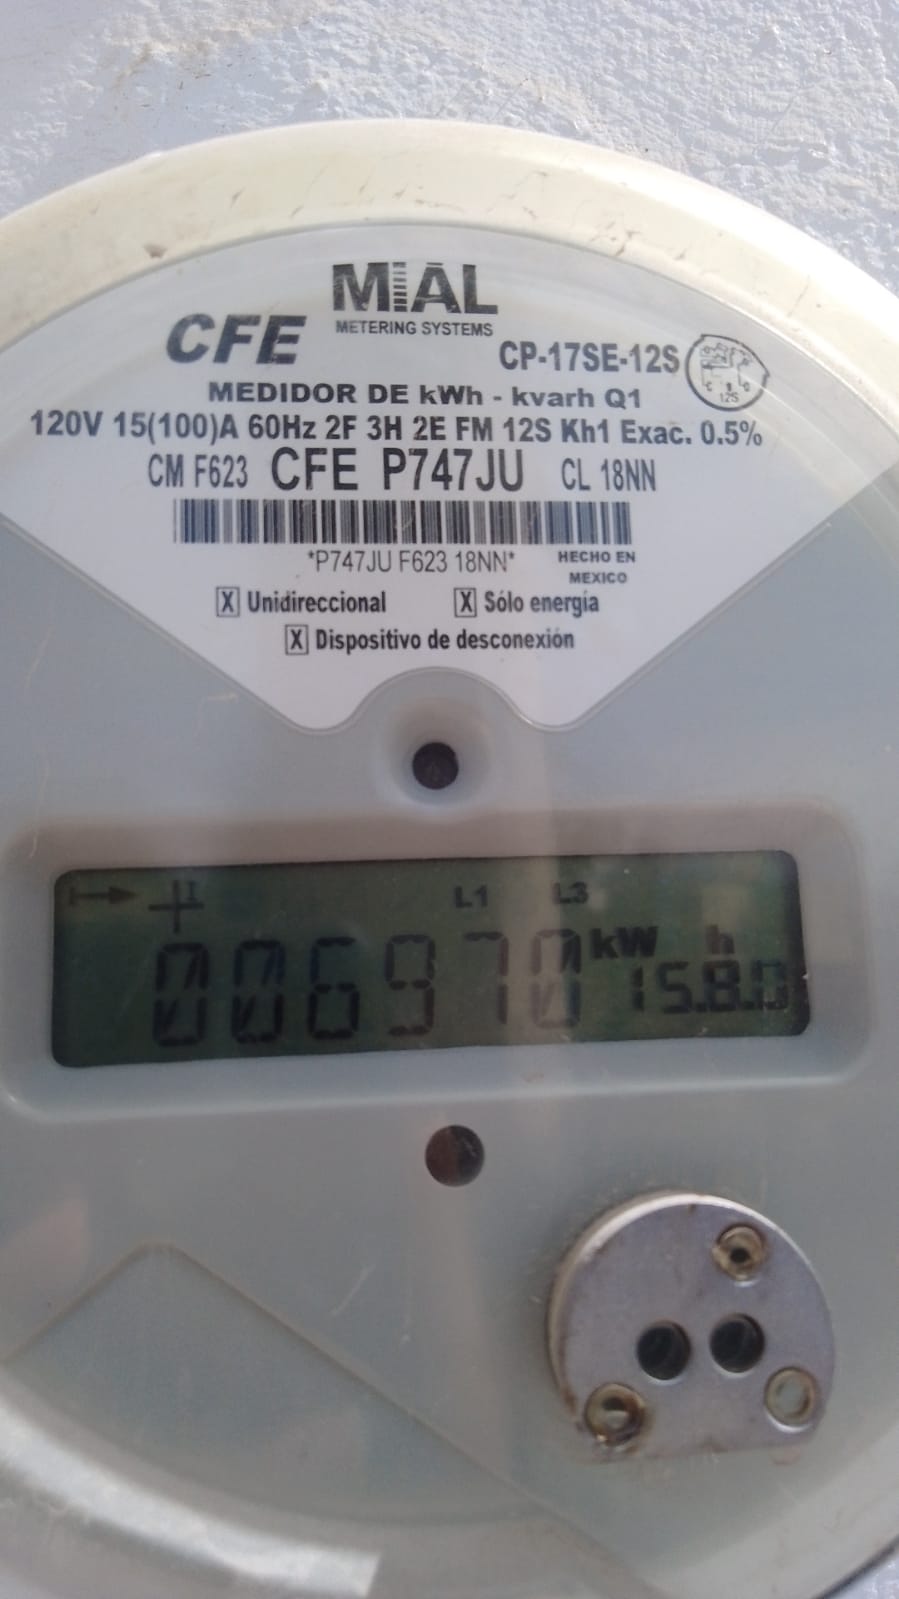 MIAL
METERING SYSTEMS
CFE
CP-17SE-12S
12S
MEDIDOR DE kWh - kvarh Q1
120V 15(100)A 60Hz 2F 3H 2E FM 12S Kh1 Exac. 0.5%
CM F623 CFE P747JU CL 18NN
*P747JU F623 18NN*
HECHO EN
MEXICO
X Unidireccional X Sólo energía
X Dispositivo de desconexión
L1 L3
006970 kW h
15.8.0